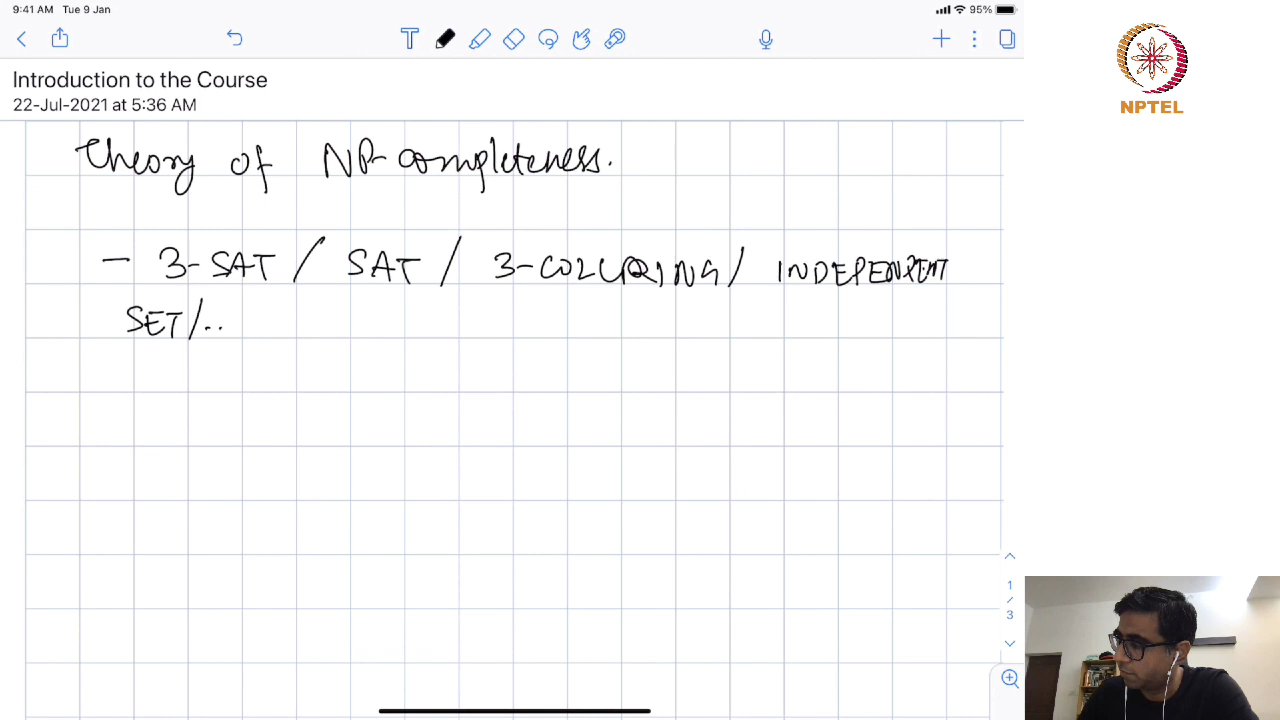 9:41 AM Tue 9 Jan
95%
Introduction to the Course
22-Jul-2021 at 5:36 AM
NPTEL
Theory of NP-completeness.
- 3-SAT / SAT / 3-COLORING / INDEPENDENT
SET/..
1
/
3